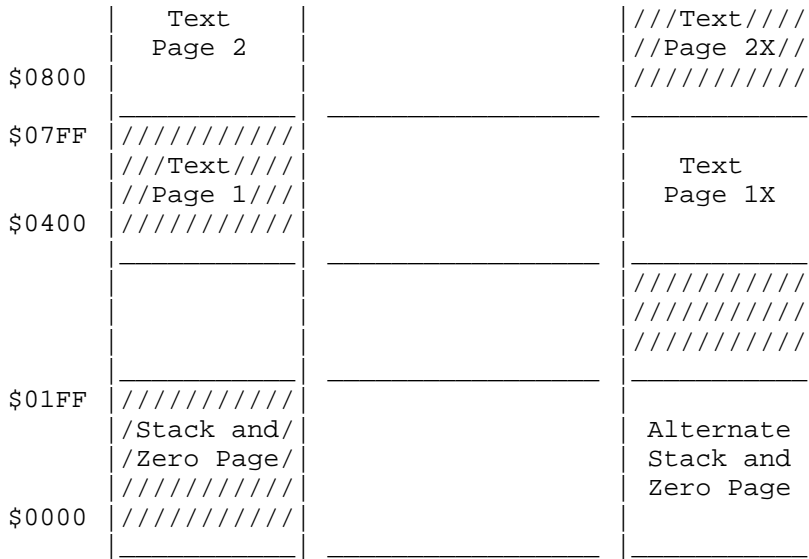 Text ///Text////
Page 2 //Page 2X//
$0800 ///////////
$07FF ///////////
///Text//// Text
//Page 1/// Page 1X
$0400 ///////////
///////////
///////////
///////////
$01FF ///////////
/Stack and/ Alternate
/Zero Page/ Stack and
/////////// Zero Page
$0000 ///////////